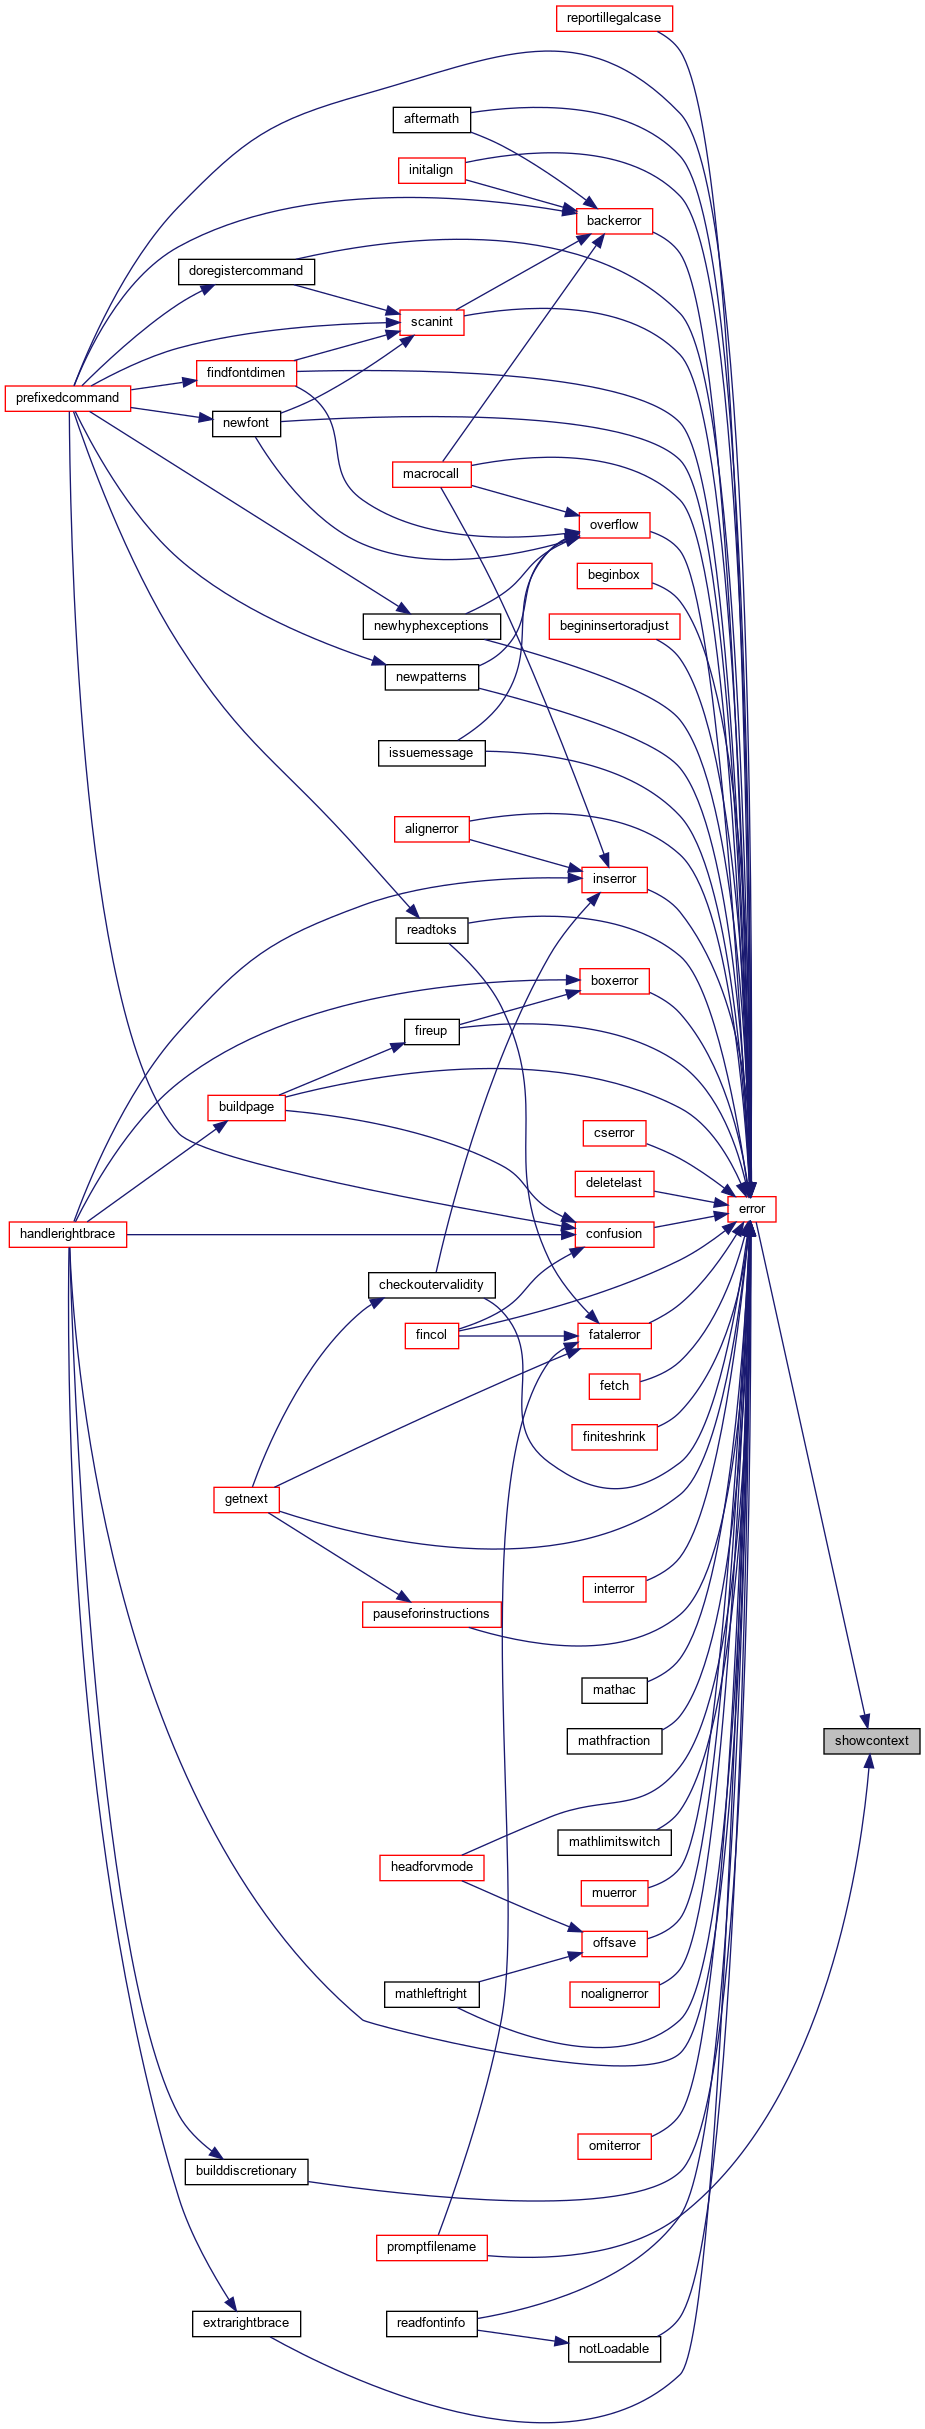 reportillegalcase
aftermath
initalign
backerror
doregistercommand
scanint
findfontdimen
prefixedcommand
newfont
macrocall
overflow
beginbox
newhyphexceptions
begininsertoradjust
newpatterns
issuemessage
alignerror
inserror
readtoks
boxerror
fireup
buildpage
cserror
deletelast
error
handlerightbrace
confusion
checkoutervalidity
fincol
fatalerror
fetch
finiteshrink
getnext
interror
pauseforinstructions
mathac
mathfraction
showcontext
mathlimitswitch
headforvmode
muerror
offsave
mathleftright
noalignerror
omiterror
builddiscretionary
promptfilename
extrarightbrace
readfontinfo
notLoadable